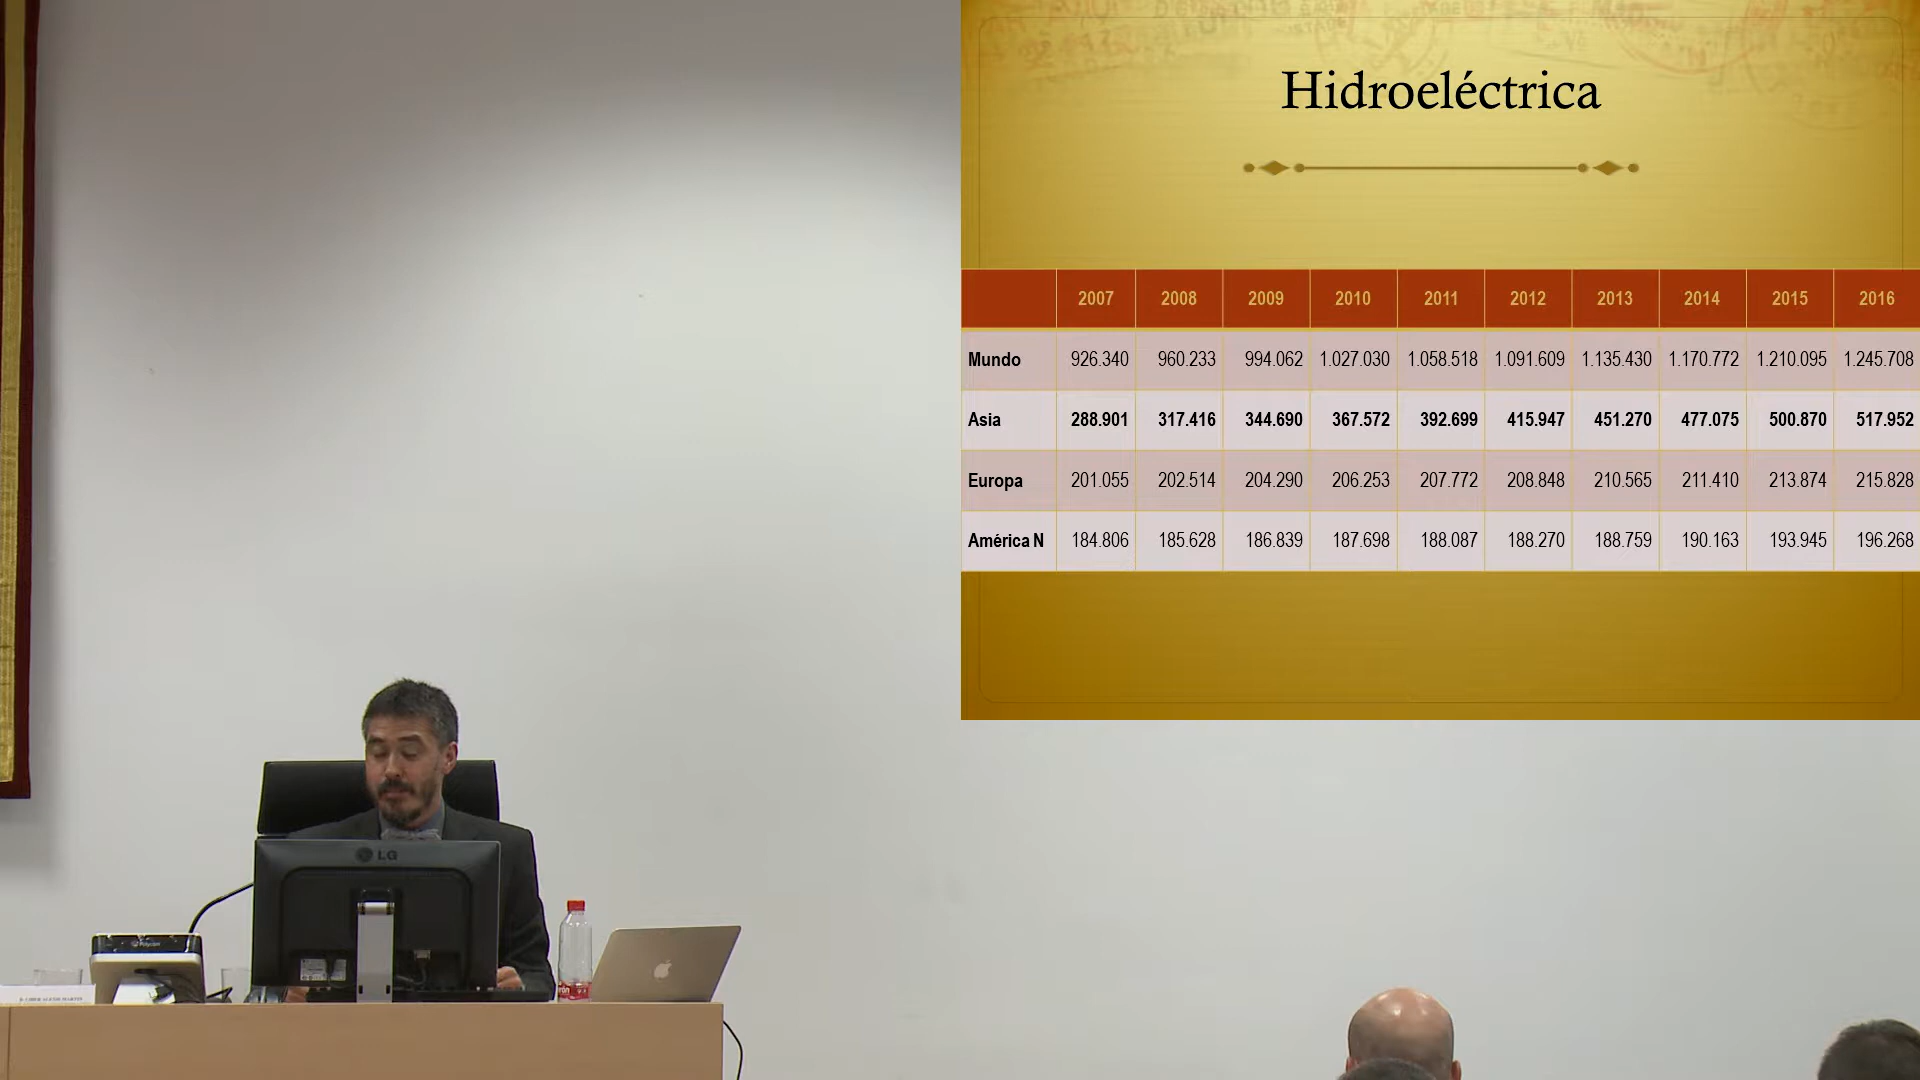 Hidroeléctrica
2007 2008 2009 2010 2011 2012 2013 2014 2015 2016
Mundo 926.340 960.233 994.062 1.027.030 1.058.518 1.091.609 1.135.430 1.170.772 1.210.095 1.245.708
Asia 288.901 317.416 344.690 367.572 392.699 415.947 451.270 477.075 500.870 517.952
Europa 201.055 202.514 204.290 206.253 207.772 208.848 210.565 211.410 213.874 215.828
América N 184.806 185.628 186.839 187.698 188.087 188.270 188.759 190.163 193.945 196.268
LG